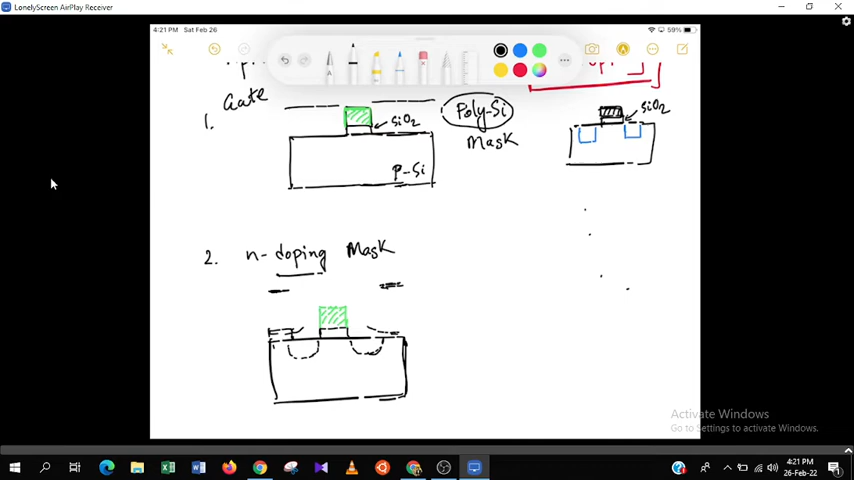 LonelyScreen AirPlay Receiver
4:21 PM Sat Feb 26
59%
Gate
1.
SiO2
Poly-Si
Mask
p-Si
SiO2
2. n-doping Mask
Activate Windows
Go to Settings to activate Windows.
4:21 PM
26-Feb-22